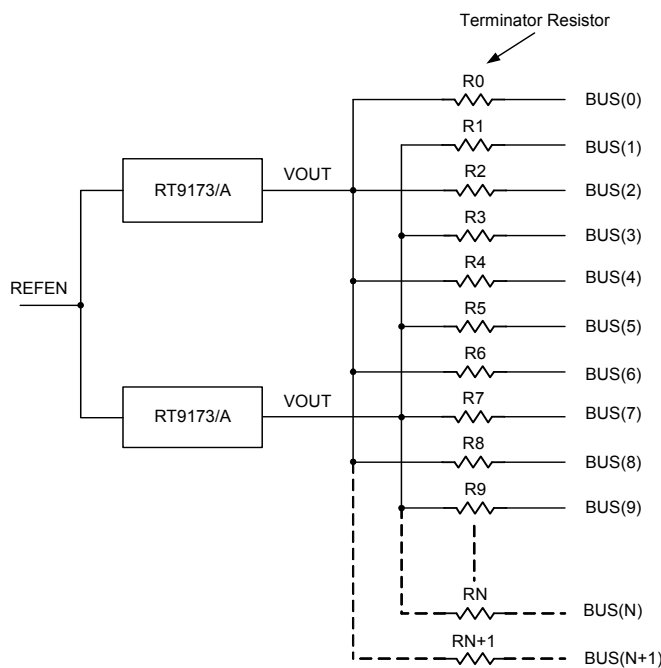 Terminator Resistor
R0 BUS(0)
R1 BUS(1)
RT9173/A VOUT R2 BUS(2)
R3 BUS(3)
REFEN R4 BUS(4)
R5 BUS(5)
R6 BUS(6)
RT9173/A VOUT R7 BUS(7)
R8 BUS(8)
R9 BUS(9)
RN BUS(N)
RN+1 BUS(N+1)